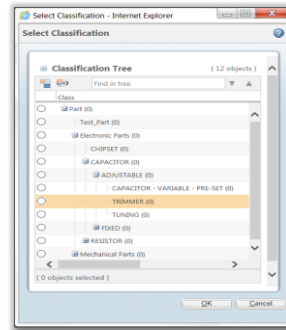 Select Classification - Internet Explorer
Select Classification
Classification Tree
( 12 objects )
Find in tree
Class
Part (0)
Test_Part (0)
Electronic Parts (0)
CHIPSET (0)
CAPACITOR (0)
ADJUSTABLE (0)
CAPACITOR - VARIABLE - PRE-SET (0)
TRIMMER (0)
TUNING (0)
FIXED (0)
RESISTOR (0)
Mechanical Parts (0)
( 0 objects selected )
OK
Cancel